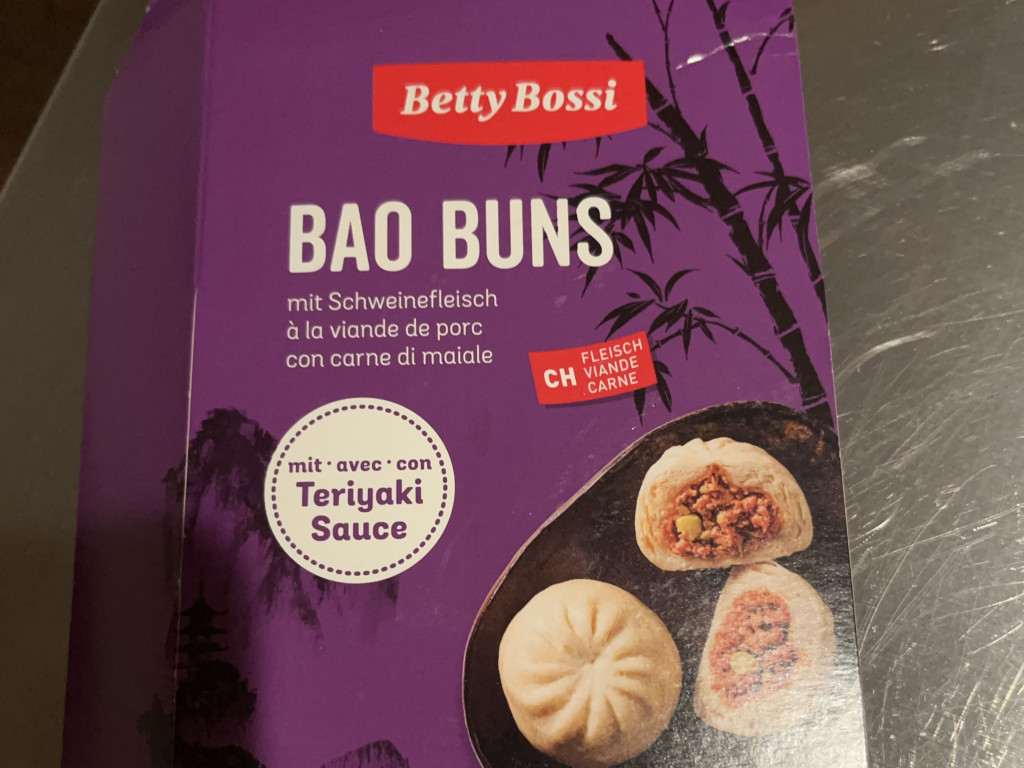 Betty Bossi
BAO BUNS
mit Schweinefleisch
à la viande de porc
con carne di maiale
CH
FLEISCH
VIANDE
CARNE
mit · avec · con
Teriyaki
Sauce